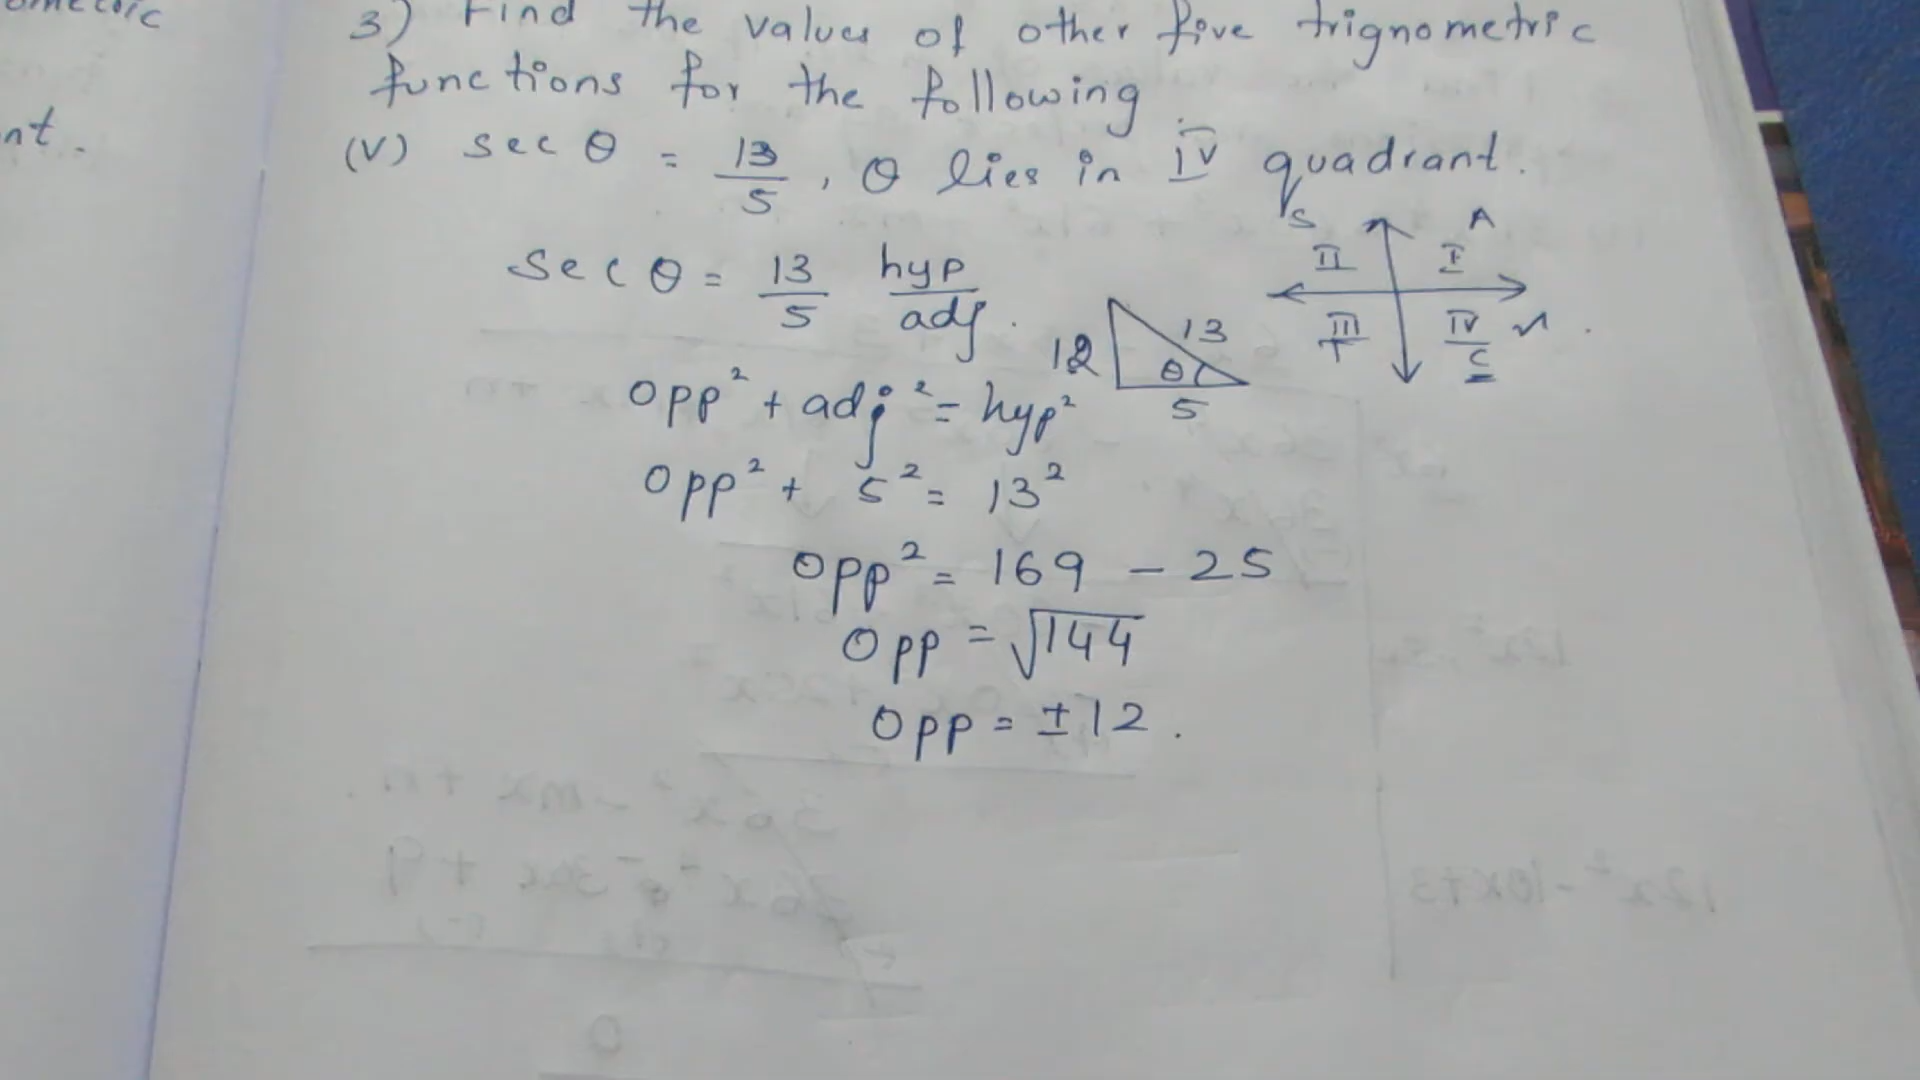 ometric
nt.
3) Find the values of other five trignometric
functions for the following
(V) sec θ = 13/5, θ lies in IV quadrant.
S A
II I
III IV
T C
sec θ = 13/5 hyp/adj.
12 13
θ
5
opp² + adj² = hyp²
opp² + 5² = 13²
opp² = 169 - 25
opp = √144
opp = ±12.